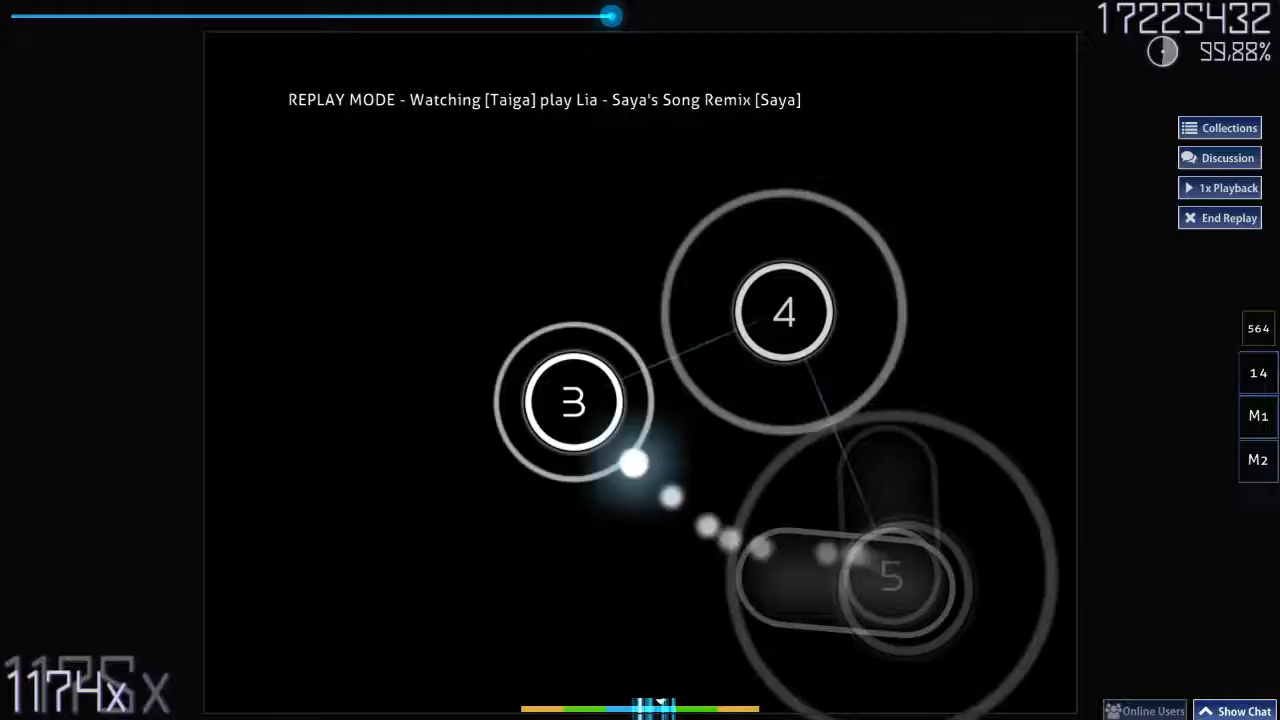 17225432
99.88%
REPLAY MODE - Watching [Taiga] play Lia - Saya's Song Remix [Saya]
Collections
Discussion
1x Playback
End Replay
4
3
5
564
14
M1
M2
1174x
Online Users
Show Chat